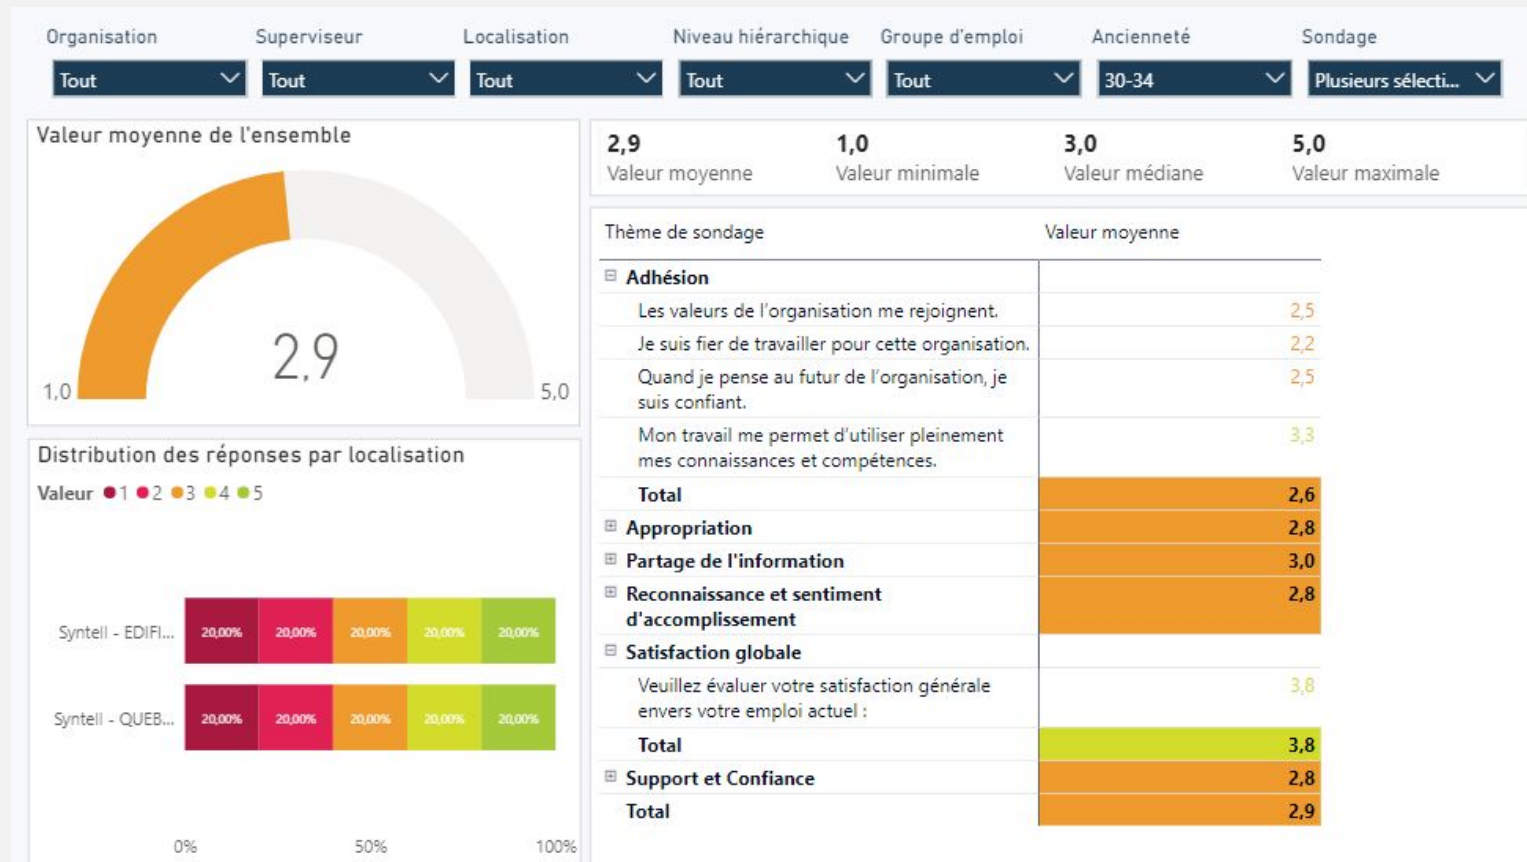 Organisation
Superviseur
Localisation
Niveau hiérarchique
Groupe d'emploi
Ancienneté
Sondage
Tout
Tout
Tout
Tout
Tout
30-34
Plusieurs sélecti...
Valeur moyenne de l'ensemble
2,9
1,0
5,0
2,9
Valeur moyenne
1,0
Valeur minimale
3,0
Valeur médiane
5,0
Valeur maximale
Distribution des réponses par localisation
Valeur 1 2 3 4 5
Syntell - EDIFI... 20,00% 20,00% 20,00% 20,00% 20,00%
Syntell - QUEB... 20,00% 20,00% 20,00% 20,00% 20,00%
0% 50% 100%
Thème de sondage Valeur moyenne
Adhésion
Les valeurs de l'organisation me rejoignent. 2,5
Je suis fier de travailler pour cette organisation. 2,2
Quand je pense au futur de l'organisation, je 2,5
suis confiant.
Mon travail me permet d'utiliser pleinement 3,3
mes connaissances et compétences.
Total 2,6
Appropriation 2,8
Partage de l'information 3,0
Reconnaissance et sentiment 2,8
d'accomplissement
Satisfaction globale
Veuillez évaluer votre satisfaction générale 3,8
envers votre emploi actuel :
Total 3,8
Support et Confiance 2,8
Total 2,9